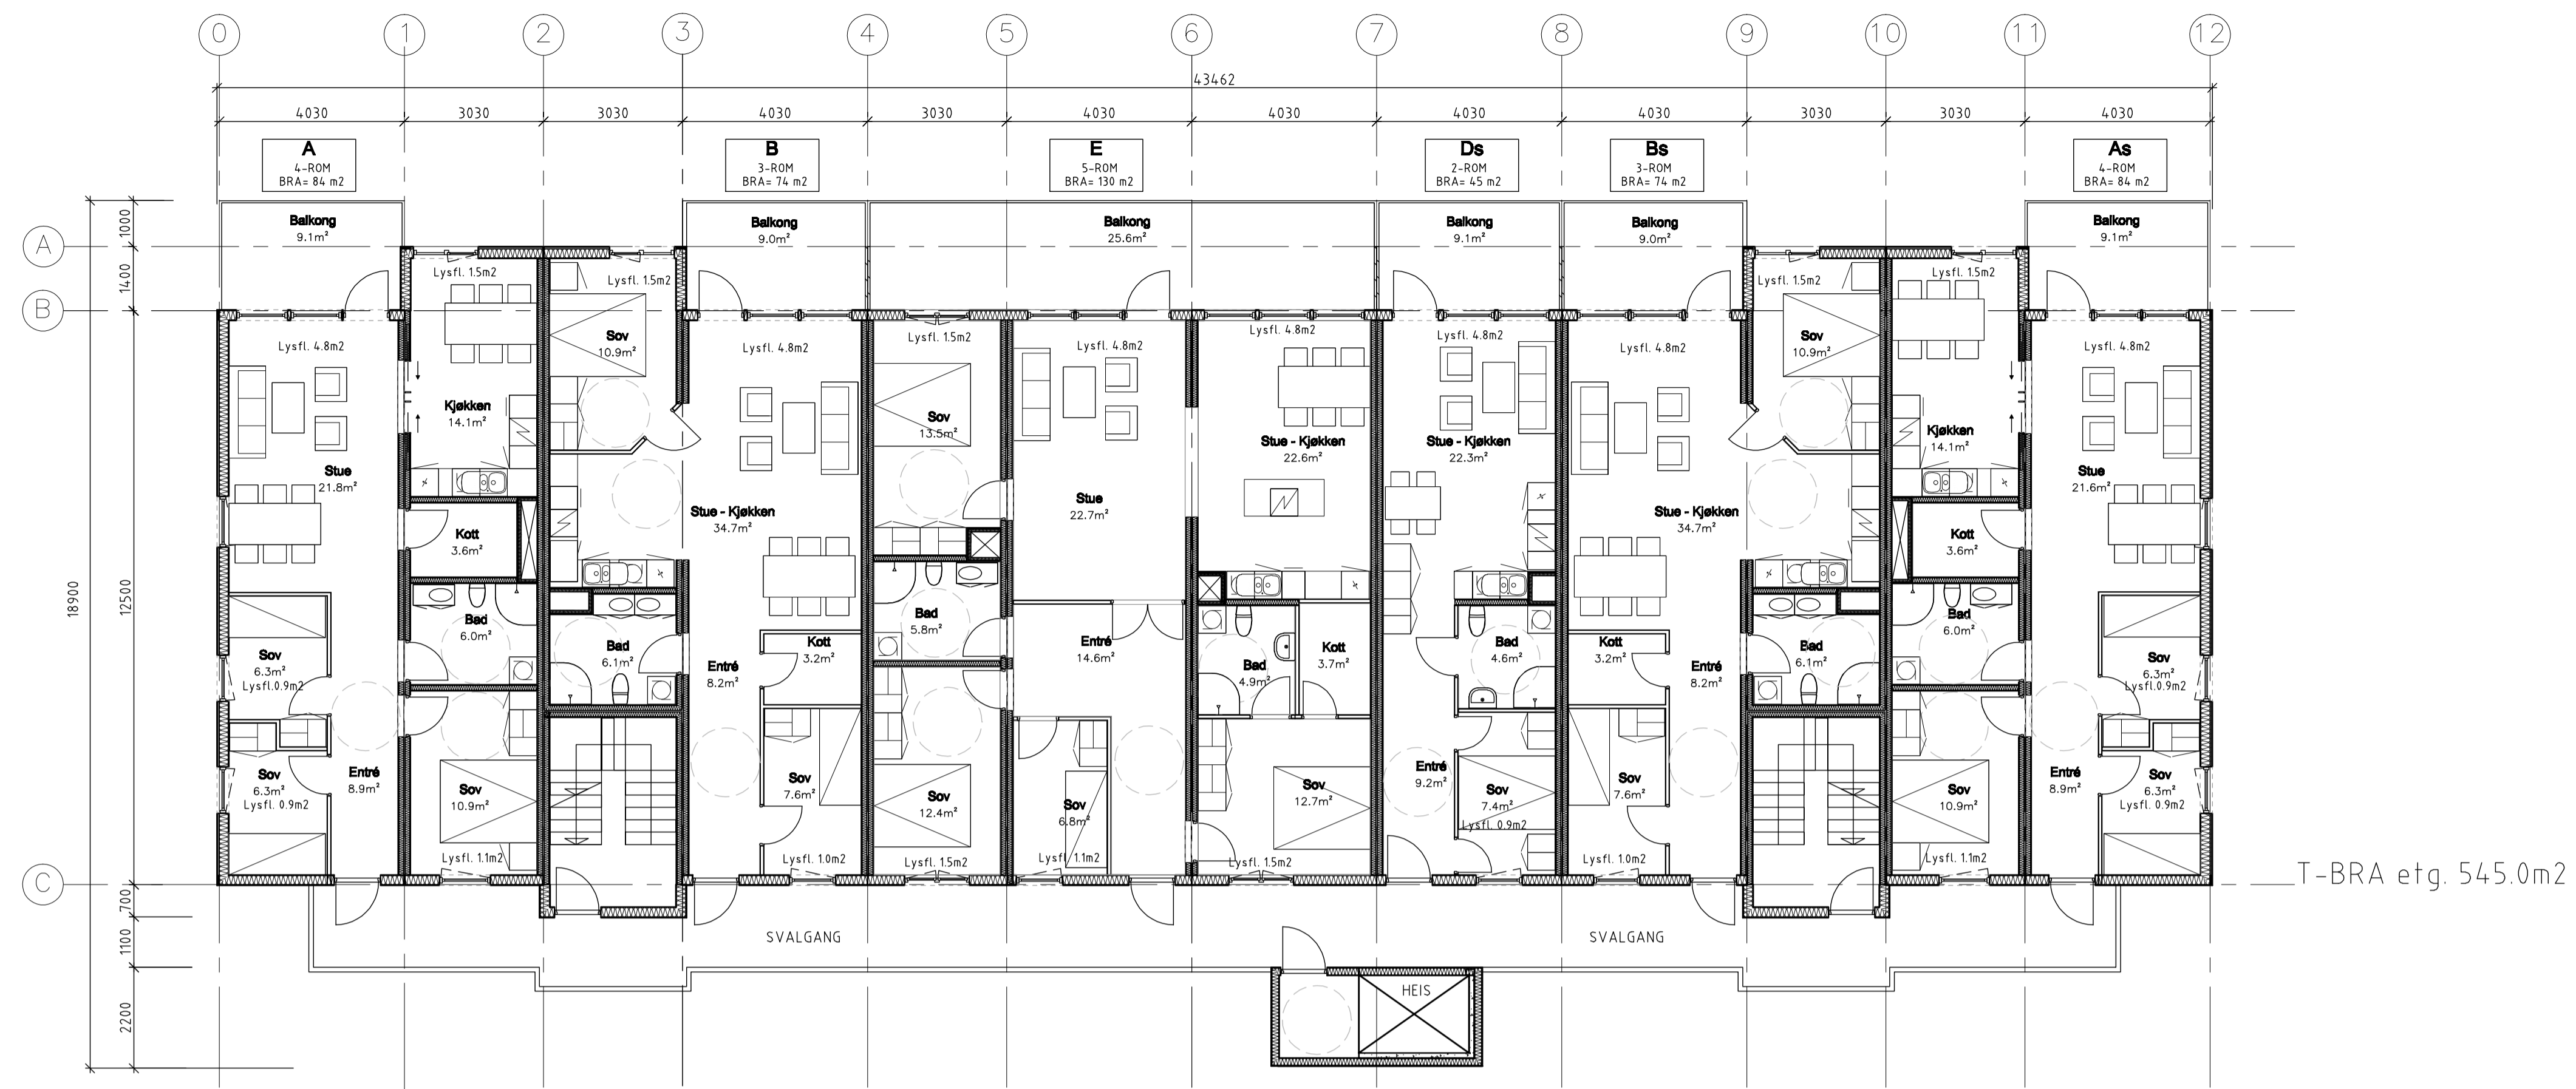 0 1 2 3 4 5 6 7 8 9 10 11 12
43462
4030 3030 3030 4030 3030 4030 4030 4030 4030 3030 3030 4030
A
4-ROM
BRA= 84 m2
B
3-ROM
BRA= 74 m2
E
5-ROM
BRA= 130 m2
Ds
2-ROM
BRA= 45 m2
Bs
3-ROM
BRA= 74 m2
As
4-ROM
BRA= 84 m2
A
B
C
18900
1000
1400
12500
700
1100
2200
Balkong
9.1m²
Lysfl. 4.8m2
Stue
21.8m²
Sov
6.3m²
Lysfl.0.9m2
Sov
6.3m²
Lysfl. 0.9m2
Entré
8.9m²
Lysfl. 1.5m2
Kjøkken
14.1m²
Kott
3.6m²
Bad
6.0m²
Sov
10.9m²
Lysfl. 1.1m2
Lysfl. 1.5m2
Sov
10.9m²
Bad
6.1m²
Balkong
9.0m²
Lysfl. 4.8m2
Stue - Kjøkken
34.7m²
Kott
3.2m²
Entré
8.2m²
Sov
7.6m²
Lysfl. 1.0m2
Balkong
25.6m²
Lysfl. 1.5m2
Sov
13.5m²
Bad
5.8m²
Sov
12.4m²
Lysfl. 1.5m2
Lysfl. 4.8m2
Stue
22.7m²
Entré
14.6m²
Sov
6.8m²
Lysfl. 1.1m2
Lysfl. 4.8m2
Stue - Kjøkken
22.6m²
Bad
4.9m²
Kott
3.7m²
Sov
12.7m²
Lysfl. 1.5m2
Balkong
9.1m²
Lysfl. 4.8m2
Stue - Kjøkken
22.3m²
Bad
4.6m²
Entré
9.2m²
Sov
7.4m²
Lysfl. 0.9m2
Balkong
9.0m²
Lysfl. 4.8m2
Stue - Kjøkken
34.7m²
Kott
3.2m²
Entré
8.2m²
Sov
7.6m²
Lysfl. 1.0m2
Lysfl. 1.5m2
Sov
10.9m²
Bad
6.1m²
Lysfl. 1.5m2
Kjøkken
14.1m²
Kott
3.6m²
Bad
6.0m²
Sov
10.9m²
Lysfl. 1.1m2
Balkong
9.1m²
Lysfl. 4.8m2
Stue
21.6m²
Sov
6.3m²
Lysfl.0.9m2
Entré
8.9m²
Sov
6.3m²
Lysfl. 0.9m2
T-BRA etg. 545.0m2
SVALGANG
SVALGANG
HEIS